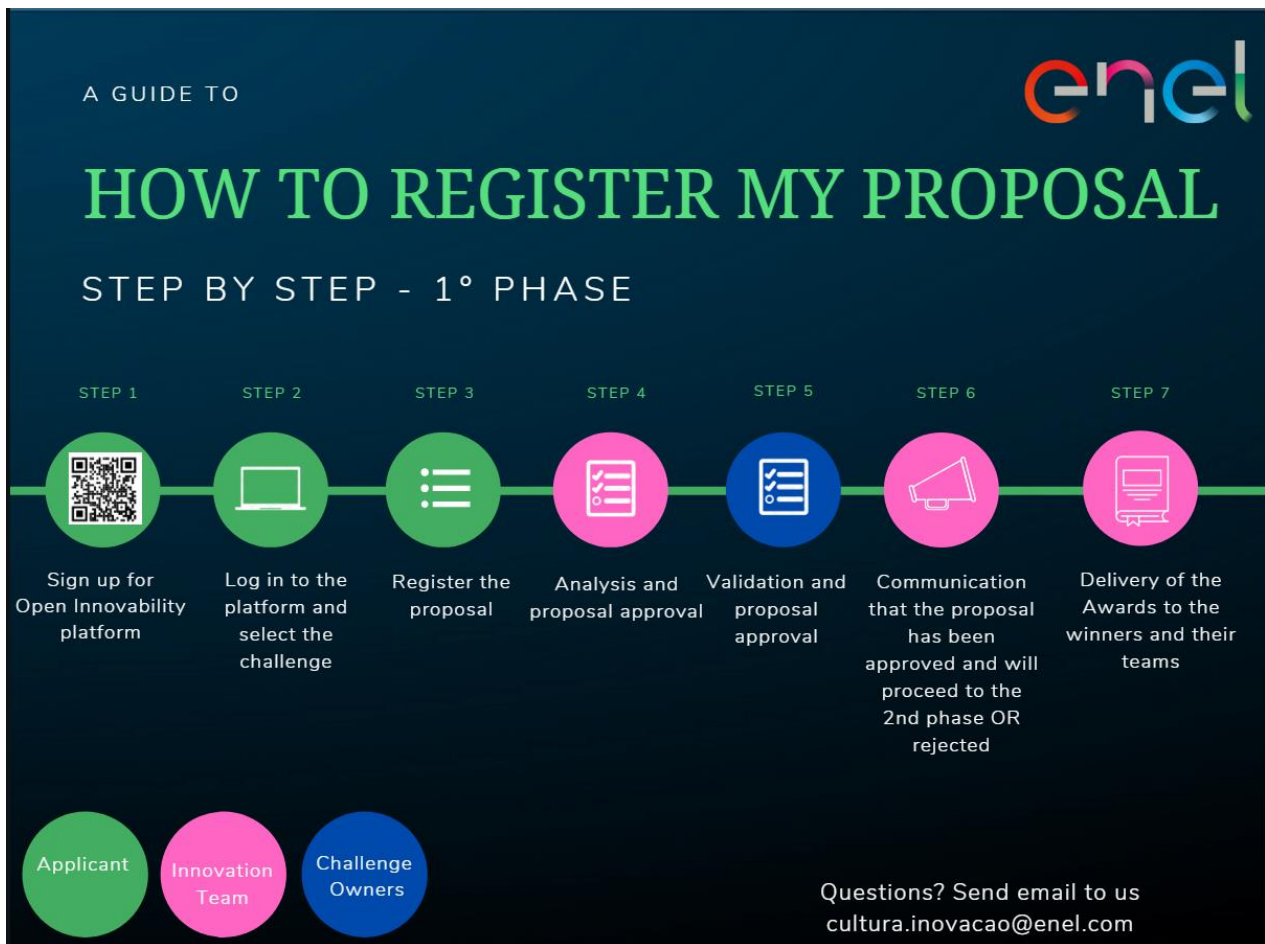 A GUIDE TO
enel
HOW TO REGISTER MY PROPOSAL
STEP BY STEP - 1° PHASE
STEP 1
STEP 2
STEP 3
STEP 4
STEP 5
STEP 6
STEP 7
Sign up for
Open Innovability
platform
Log in to the
platform and
select the
challenge
Register the
proposal
Analysis and
proposal approval
Validation and
proposal
approval
Communication
that the proposal
has been
approved and will
proceed to the
2nd phase OR
rejected
Delivery of the
Awards to the
winners and their
teams
Applicant
Innovation
Team
Challenge
Owners
Questions? Send email to us
cultura.inovacao@enel.com